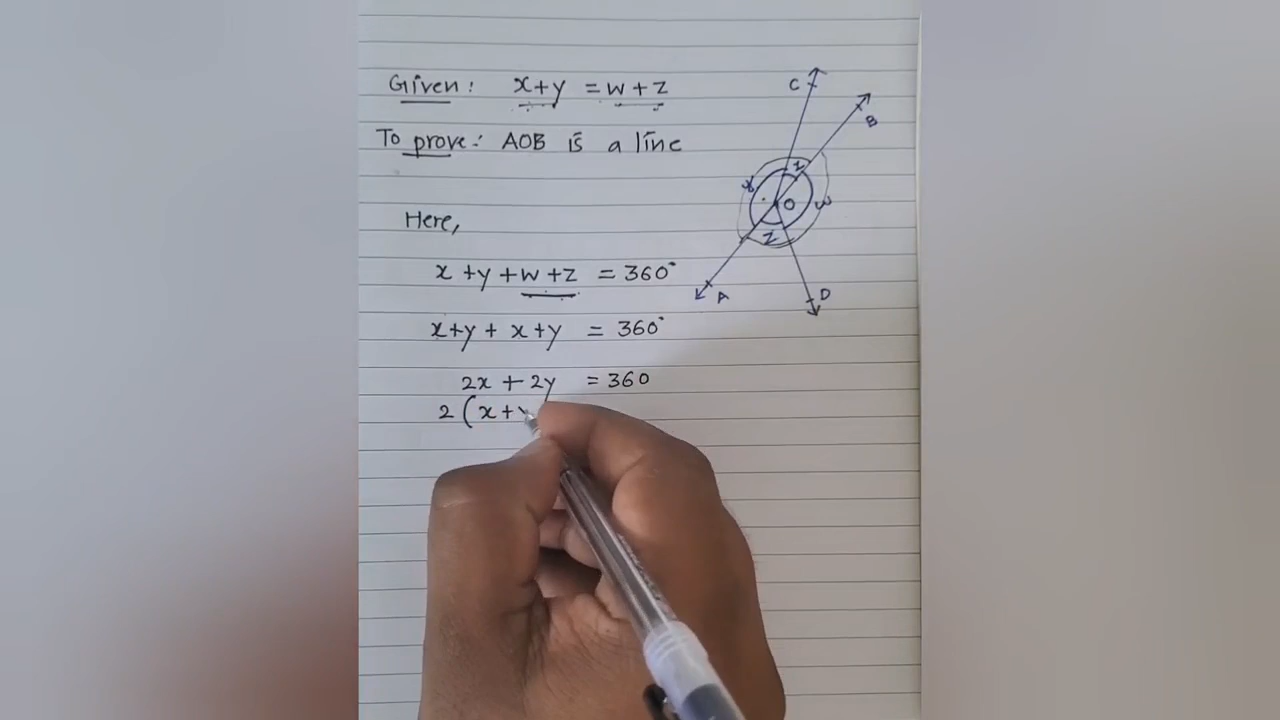 Given: x+y = w+z
To prove: AOB is a line
Here,
x+y+w+z = 360°
x+y + x+y = 360°
2x + 2y = 360
2 (x+y
C
B
O
w
z
A
D